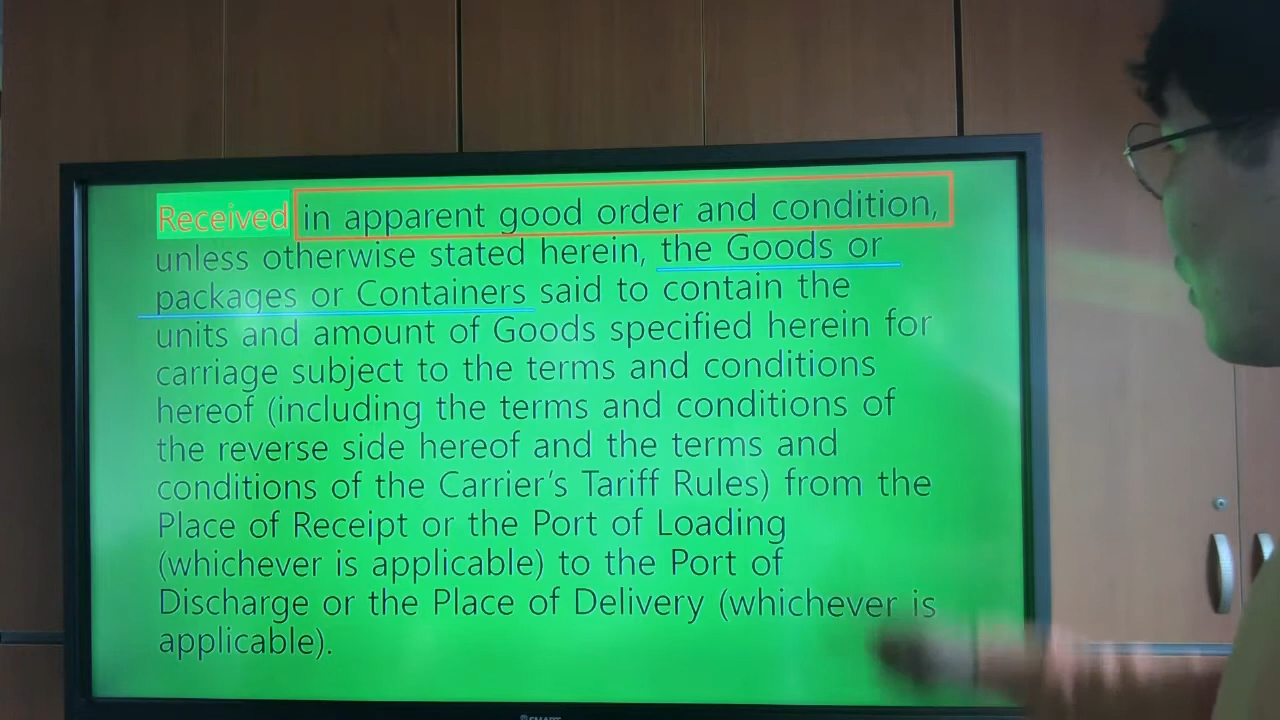 Received in apparent good order and condition,
unless otherwise stated herein, the Goods or
packages or Containers said to contain the
units and amount of Goods specified herein for
carriage subject to the terms and conditions
hereof (including the terms and conditions of
the reverse side hereof and the terms and
conditions of the Carrier's Tariff Rules) from the
Place of Receipt or the Port of Loading
(whichever is applicable) to the Port of
Discharge or the Place of Delivery (whichever is
applicable).